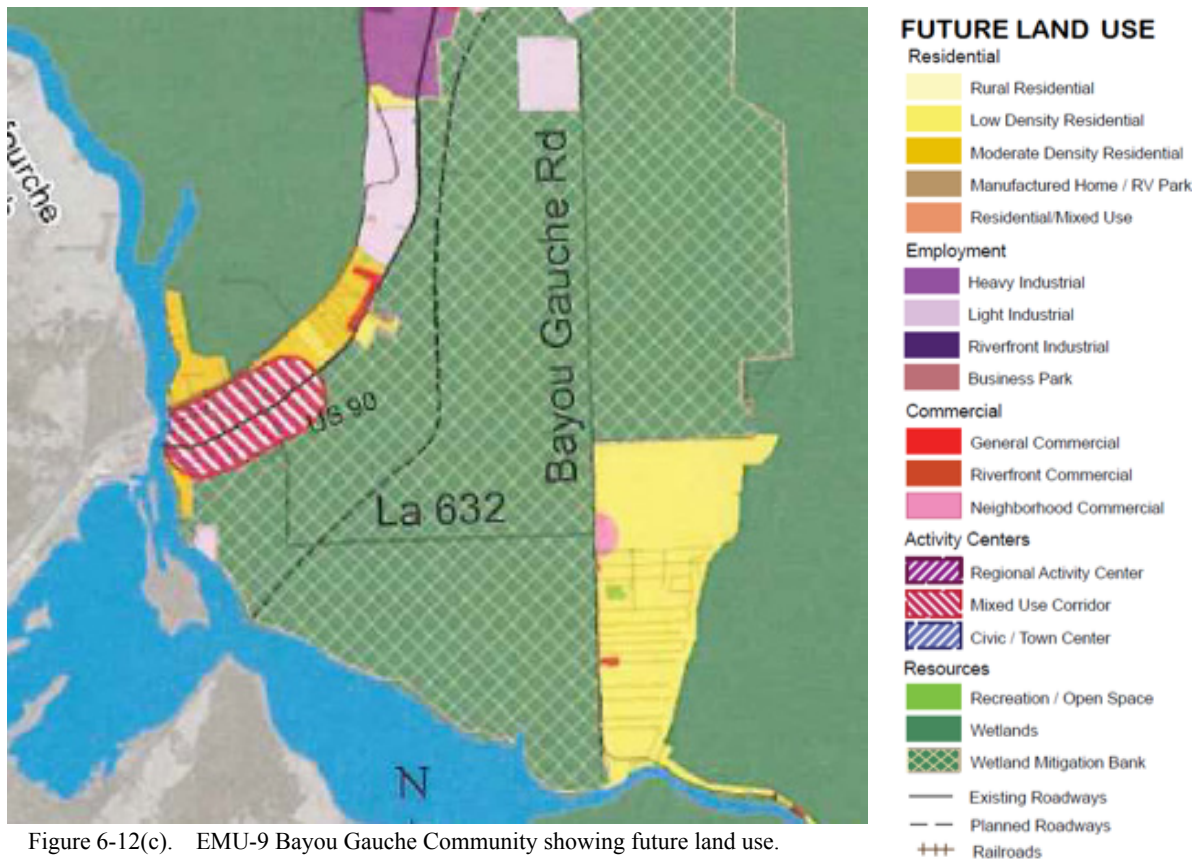 fourche
Bayou Gauche Rd
US 90
La 632
N
FUTURE LAND USE
Residential
Rural Residential
Low Density Residential
Moderate Density Residential
Manufactured Home / RV Park
Residential/Mixed Use
Employment
Heavy Industrial
Light Industrial
Riverfront Industrial
Business Park
Commercial
General Commercial
Riverfront Commercial
Neighborhood Commercial
Activity Centers
Regional Activity Center
Mixed Use Corridor
Civic / Town Center
Resources
Recreation / Open Space
Wetlands
Wetland Mitigation Bank
Existing Roadways
Planned Roadways
Railroads
Figure 6-12(c). EMU-9 Bayou Gauche Community showing future land use.